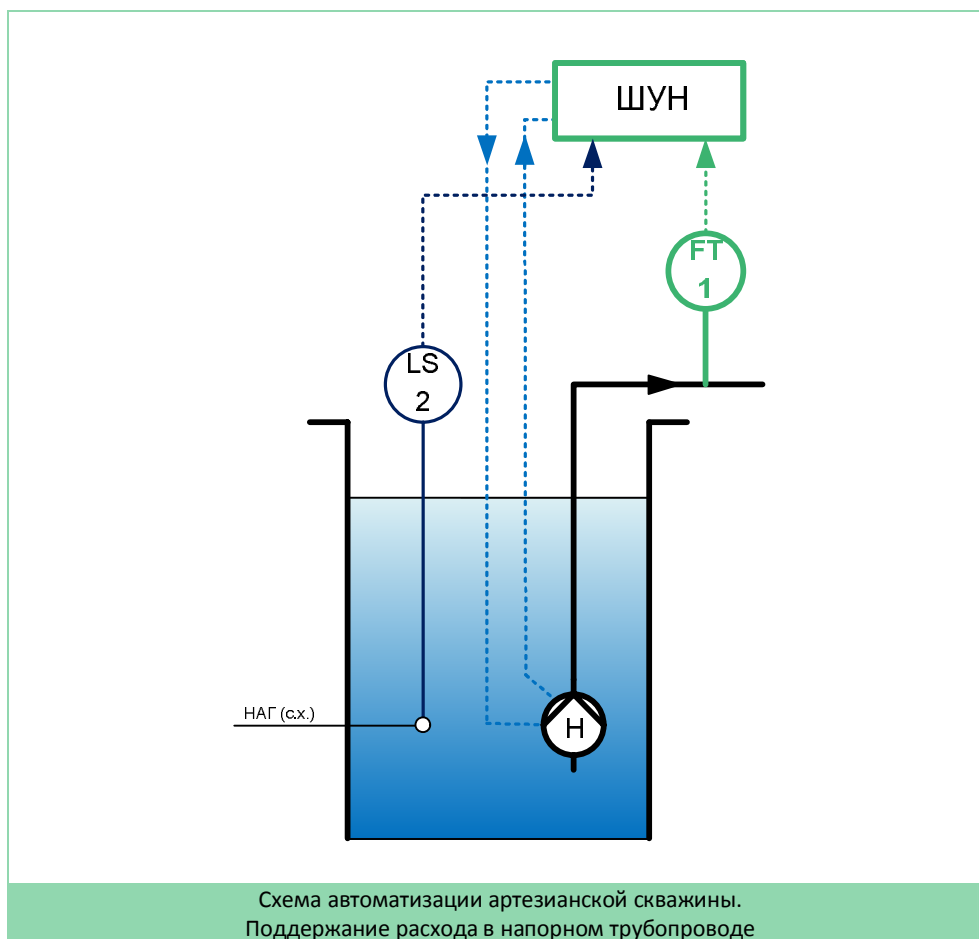 ШУН
FT
1
LS
2
НАГ (с.х.)
Н
Схема автоматизации артезианской скважины.
Поддержание расхода в напорном трубопроводе